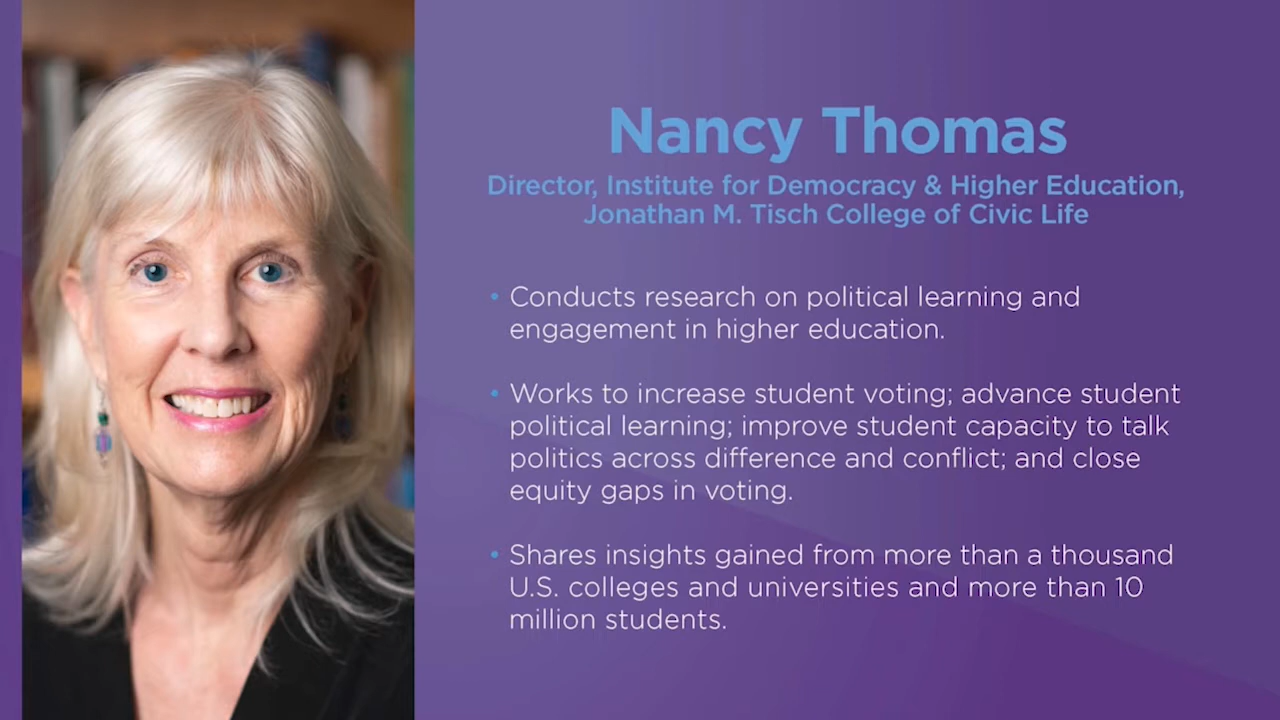 Nancy Thomas
Director, Institute for Democracy & Higher Education,
Jonathan M. Tisch College of Civic Life
• Conducts research on political learning and
engagement in higher education.
• Works to increase student voting; advance student
political learning; improve student capacity to talk
politics across difference and conflict; and close
equity gaps in voting.
• Shares insights gained from more than a thousand
U.S. colleges and universities and more than 10
million students.